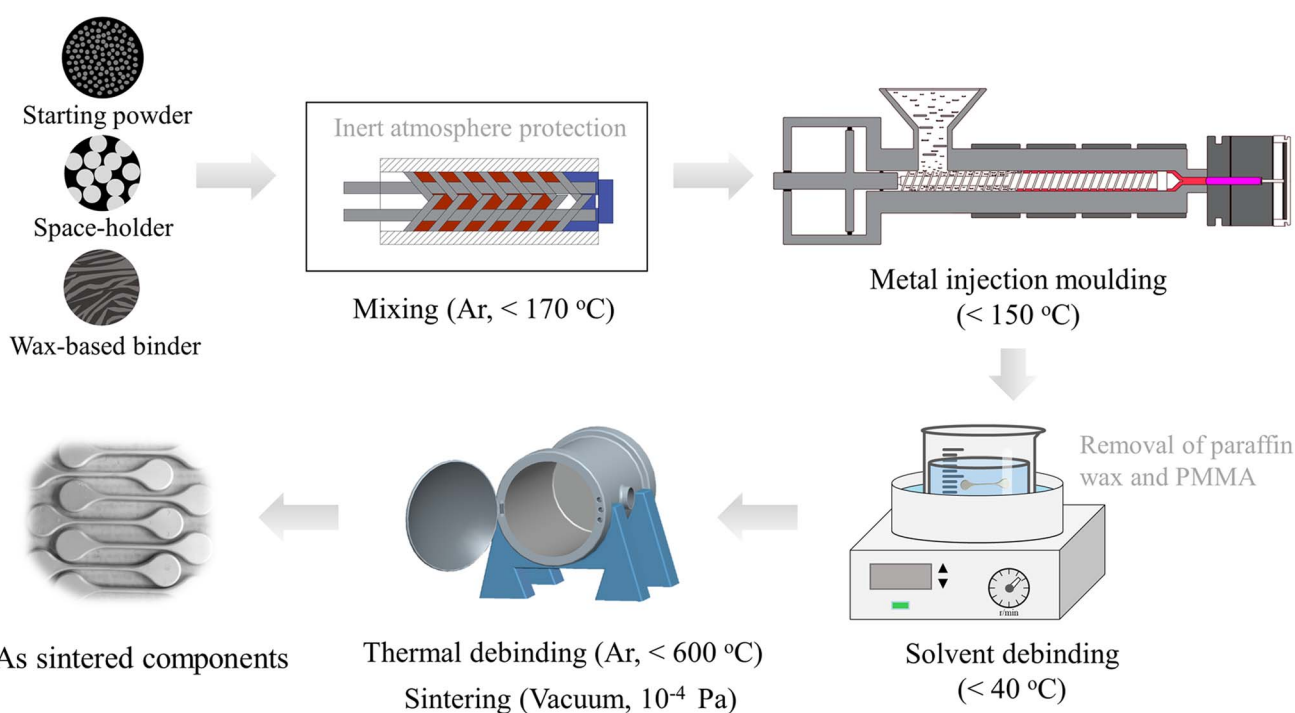 Starting powder
Space-holder
Wax-based binder
Inert atmosphere protection
Mixing (Ar, < 170 °C)
Metal injection moulding
(< 150 °C)
Removal of paraffin
wax and PMMA
r/min
Solvent debinding
(< 40 °C)
Thermal debinding (Ar, < 600 °C)
Sintering (Vacuum, 10⁻⁴ Pa)
As sintered components